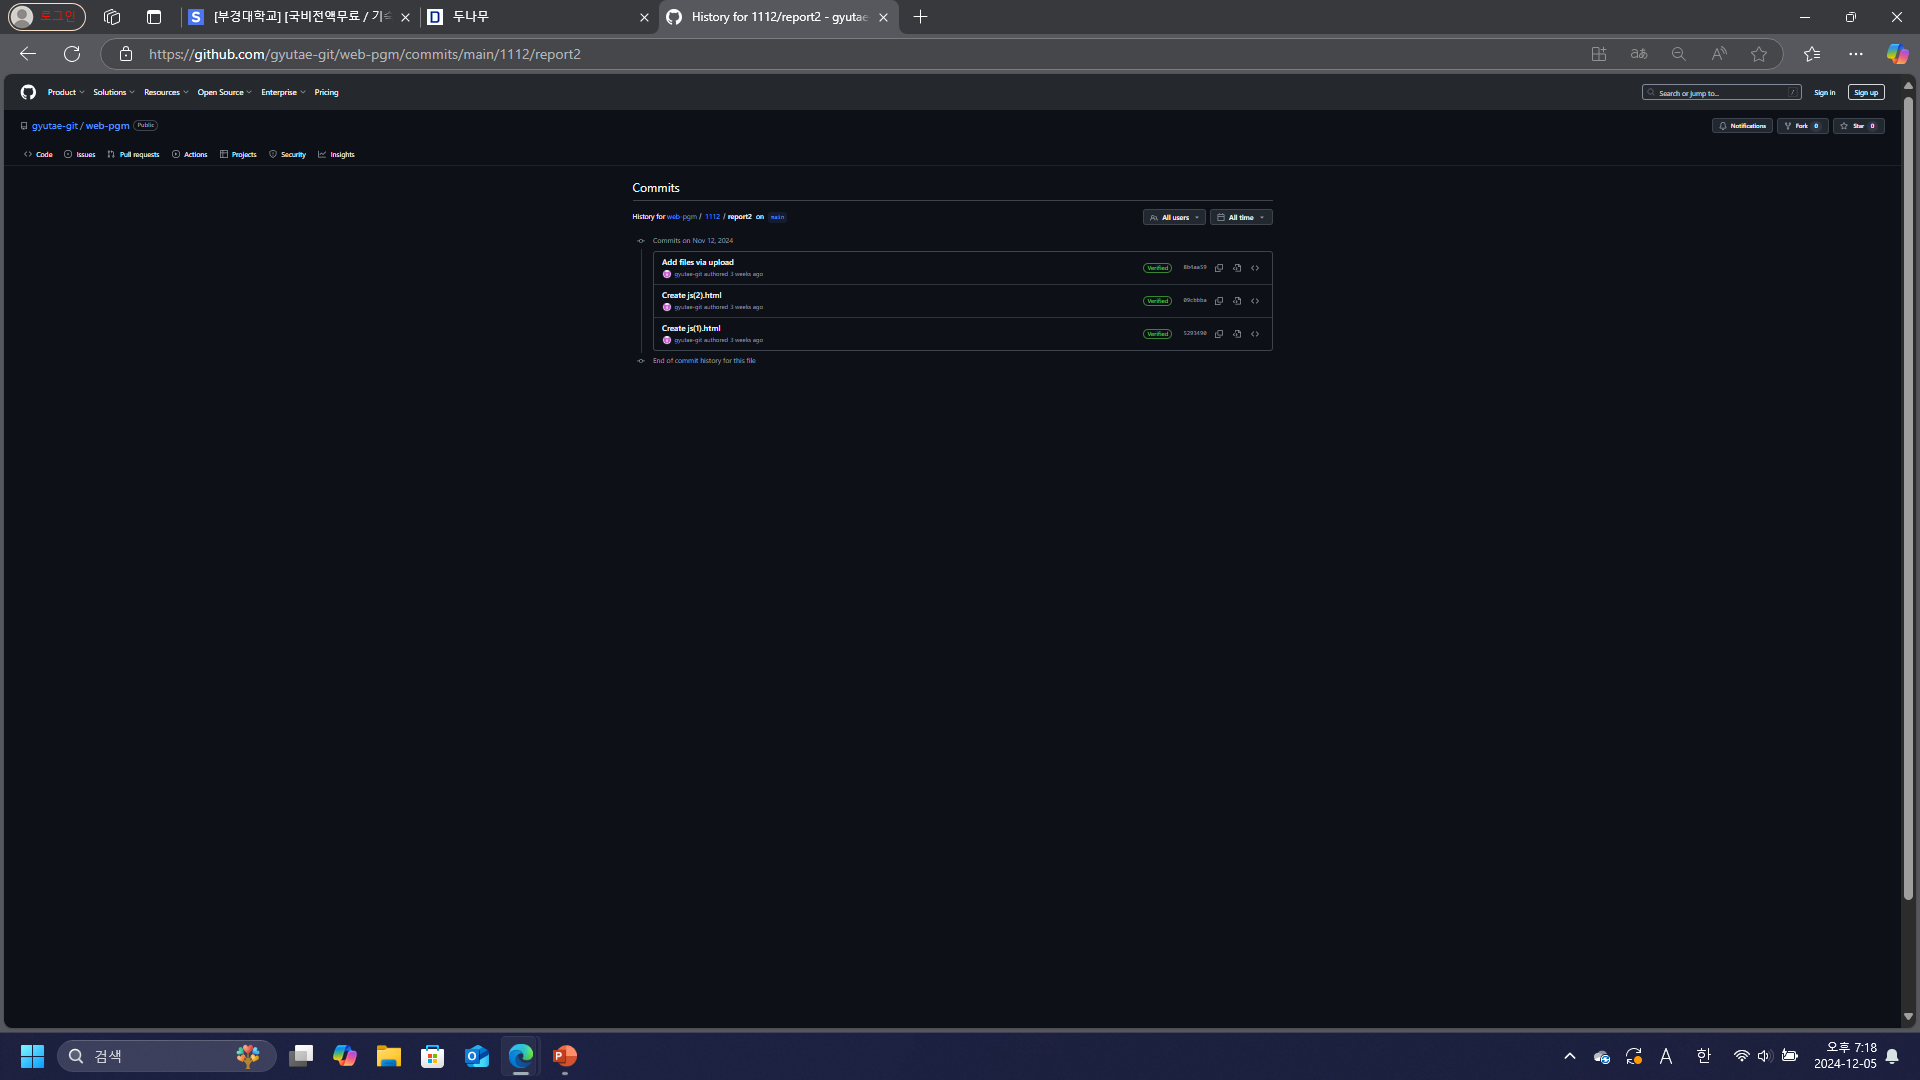 로그인
[부경대학교] [국비전액무료 / 기숙
두나무
History for 1112/report2 - gyutae
https://github.com/gyutae-git/web-pgm/commits/main/1112/report2
Product
Solutions
Resources
Open Source
Enterprise
Pricing
Search or jump to...
/
Sign in
Sign up
gyutae-git / web-pgm
Public
Notifications
Fork 0
Star 0
Code
Issues
Pull requests
Actions
Projects
Security
Insights
Commits
History for web-pgm / 1112 / report2 on main
All users
All time
Commits on Nov 12, 2024
Add files via upload
gyutae-git authored 3 weeks ago
Verified
8b4aa59
Create js(2).html
gyutae-git authored 3 weeks ago
Verified
09cbbba
Create js(1).html
gyutae-git authored 3 weeks ago
Verified
5293490
End of commit history for this file
검색
A
한
오후 7:18
2024-12-05